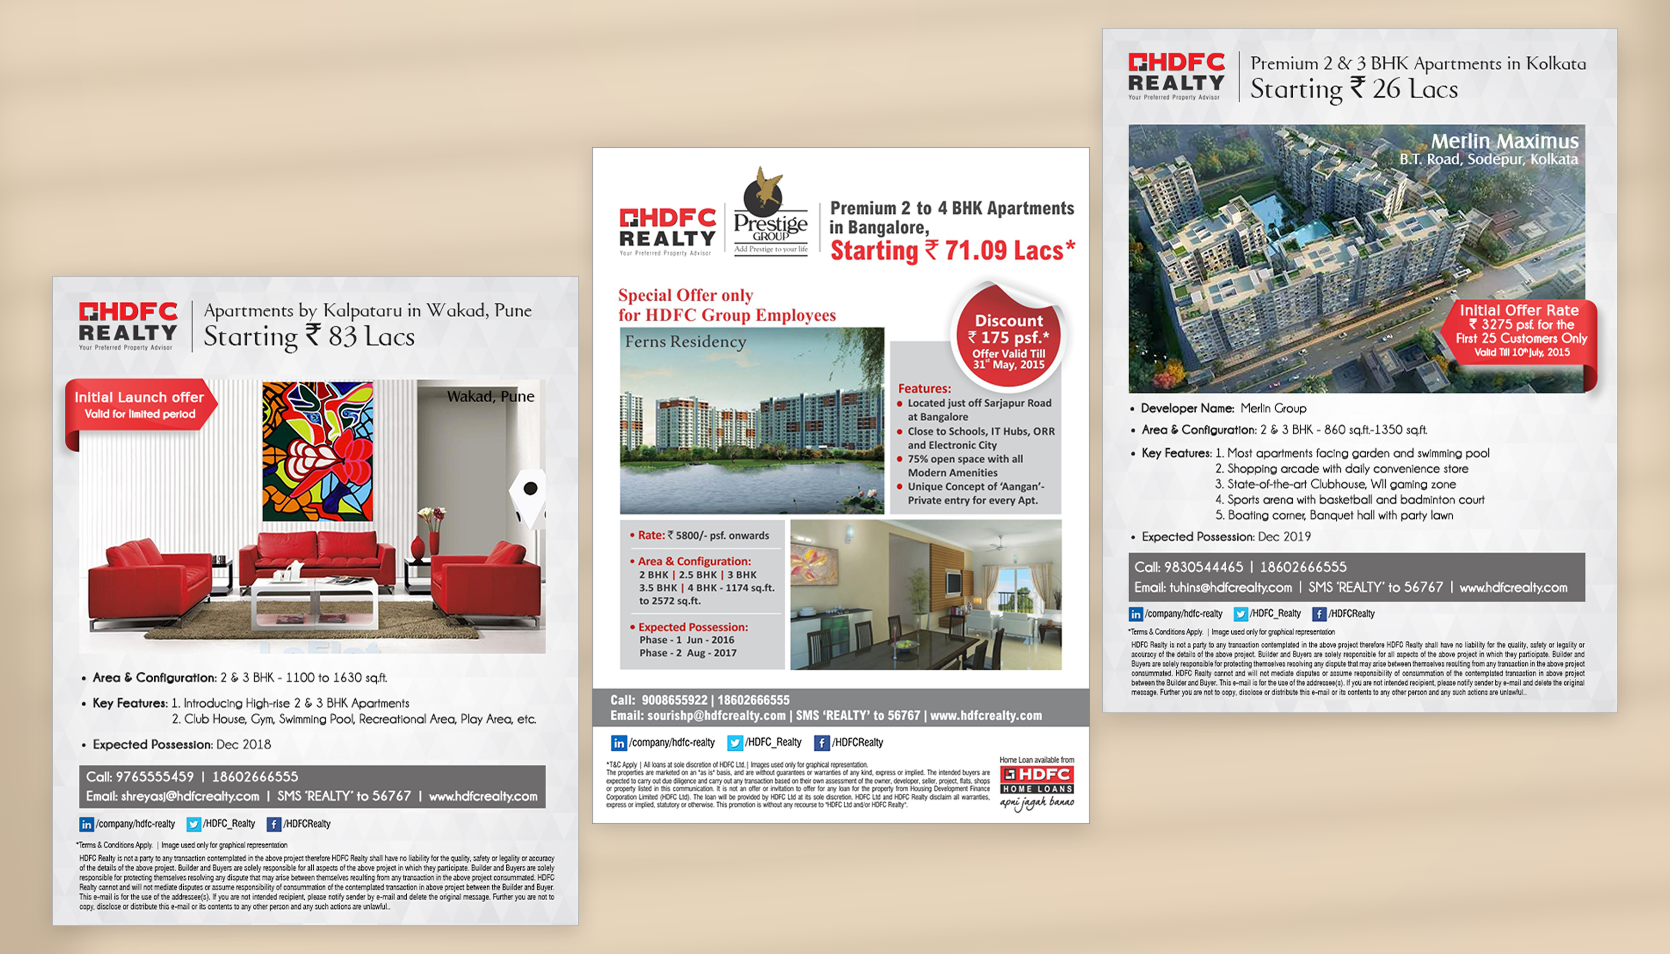 HDFC
REALTY
Your Preferred Property Advisor
Apartments by Kalpataru in Wakad, Pune
Starting ₹ 83 Lacs
Initial Launch offer
Valid for limited period
Wakad, Pune
• Area & Configuration: 2 & 3 BHK - 1100 to 1630 sq.ft.
• Key Features: 1. Introducing High-rise 2 & 3 BHK Apartments
2. Club House, Gym, Swimming Pool, Recreational Area, Play Area, etc.
• Expected Possession: Dec 2018
Call: 9765555459 | 18602666555
Email: shreyasj@hdfcrealty.com | SMS 'REALTY' to 56767 | www.hdfcrealty.com
in /company/hdfc-realty /HDFC_Realty f /HDFCRealty
*Terms & Conditions Apply. | Image used only for graphical representation
HDFC Realty is not a party to any transaction contemplated in the above project therefore HDFC Realty shall have no liability for the quality, safety or legality or accuracy
of the details of the above project. Builder and Buyers are solely responsible for all aspects of the above project in which they participate. Builder and Buyers are solely
responsible for protecting themselves resolving any dispute that may arise between themselves resulting from any transaction in the above project consummated. HDFC
Realty cannot and will not mediate disputes or assume responsibility of consummation of the contemplated transaction in above project between the Builder and Buyer.
This e-mail is for the use of the addressee(s). If you are not intended recipient, please notify sender by e-mail and delete the original message. Further you are not to
copy, disclose or distribute this e-mail or its contents to any other person and any such actions are unlawful..
HDFC
REALTY
Your Preferred Property Advisor
Prestige
GROUP
Add Prestige to your life
Premium 2 to 4 BHK Apartments
in Bangalore,
Starting ₹ 71.09 Lacs*
Special Offer only
for HDFC Group Employees
Discount
₹ 175 psf.*
Offer Valid Till
31st May, 2015
Ferns Residency
Features:
• Located just off Sarjapur Road
at Bangalore
• Close to Schools, IT Hubs, ORR
and Electronic City
• 75% open space with all
Modern Amenities
• Unique Concept of 'Aangan'-
Private entry for every Apt.
• Rate: ₹ 5800/- psf. onwards
• Area & Configuration:
2 BHK | 2.5 BHK | 3 BHK
3.5 BHK | 4 BHK - 1174 sq.ft.
to 2572 sq.ft.
• Expected Possession:
Phase - 1 Jun - 2016
Phase - 2 Aug - 2017
Call: 9008655922 | 18602666555
Email: sourishp@hdfcrealty.com | SMS 'REALTY' to 56767 | www.hdfcrealty.com
in /company/hdfc-realty /HDFC_Realty f /HDFCRealty
*T&C Apply | All loans at sole discretion of HDFC Ltd.| Images used only for graphical representation.
The properties are marketed on an "as is" basis, and are without guarantees or warranties of any kind, express or implied. The intended buyers are
expected to carry out due diligence and carry out any transaction based on their own assessment of the owner, developer, seller, project, flats, shops
or property listed in this communication. It is not an offer or invitation to offer for any loan for the property from Housing Development Finance
Corporation Limited (HDFC Ltd). The loan will be provided by HDFC Ltd at its sole discretion. HDFC Ltd and HDFC Realty disclaim all warranties,
express or implied, statutory or otherwise. This promotion is without any recourse to "HDFC Ltd and/or HDFC Realty".
Home Loan available from
HDFC
HOME LOANS
apni jagah banao
HDFC
REALTY
Your Preferred Property Advisor
Premium 2 & 3 BHK Apartments in Kolkata
Starting ₹ 26 Lacs
Merlin Maximus
B.T. Road, Sodepur, Kolkata
Initial Offer Rate
₹ 3275 psf. for the
First 25 Customers Only
Valid Till 10th July, 2015
• Developer Name: Merlin Group
• Area & Configuration: 2 & 3 BHK - 860 sq.ft.-1350 sq.ft.
• Key Features: 1. Most apartments facing garden and swimming pool
2. Shopping arcade with daily convenience store
3. State-of-the-art Clubhouse, WII gaming zone
4. Sports arena with basketball and badminton court
5. Boating corner, Banquet hall with party lawn
• Expected Possession: Dec 2019
Call: 9830544465 | 18602666555
Email: tuhins@hdfcrealty.com | SMS 'REALTY' to 56767 | www.hdfcrealty.com
in /company/hdfc-realty /HDFC_Realty f /HDFCRealty
*Terms & Conditions Apply. | Image used only for graphical representation
HDFC Realty is not a party to any transaction contemplated in the above project therefore HDFC Realty shall have no liability for the quality, safety or legality or
accuracy of the details of the above project. Builder and Buyers are solely responsible for all aspects of the above project in which they participate. Builder and
Buyers are solely responsible for protecting themselves resolving any dispute that may arise between themselves resulting from any transaction in the above project
consummated. HDFC Realty cannot and will not mediate disputes or assume responsibility of consummation of the contemplated transaction in above project
between the Builder and Buyer. This e-mail is for the use of the addressee(s). If you are not intended recipient, please notify sender by e-mail and delete the original
message. Further you are not to copy, disclose or distribute this e-mail or its contents to any other person and any such actions are unlawful..